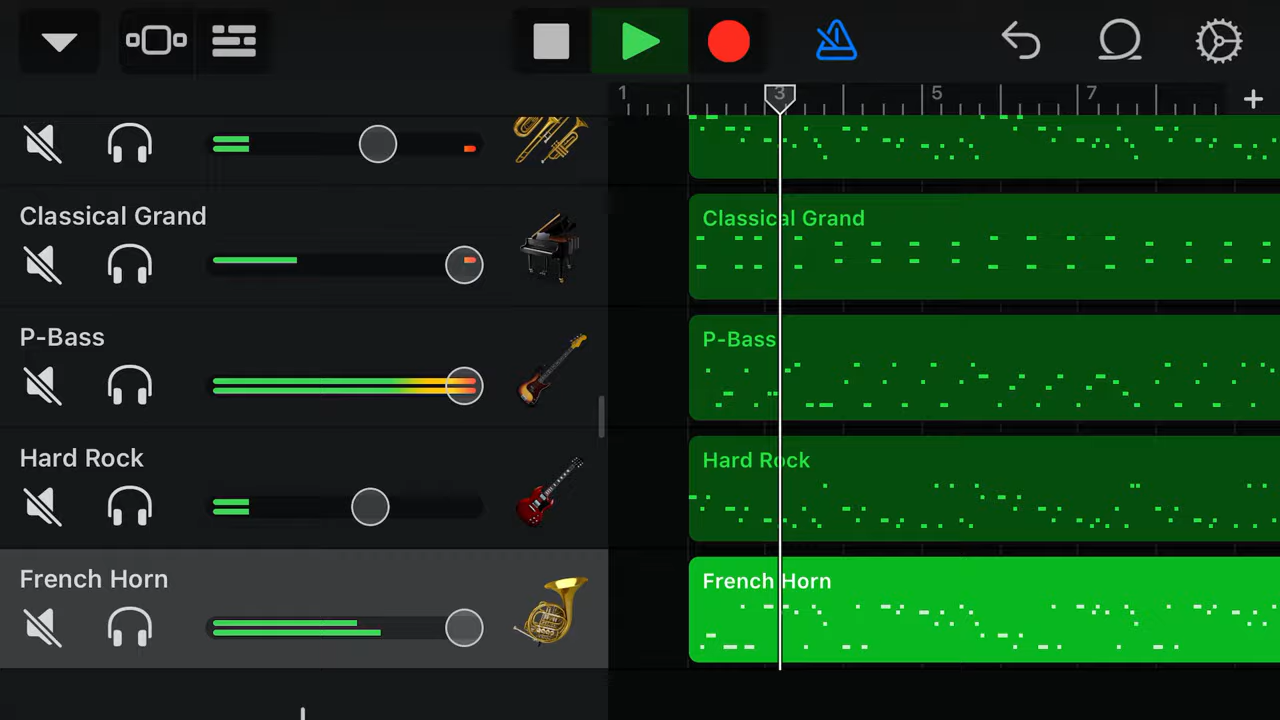 1 3 5 7 +
Classical Grand
Classical Grand
P-Bass
P-Bass
Hard Rock
Hard Rock
French Horn
French Horn